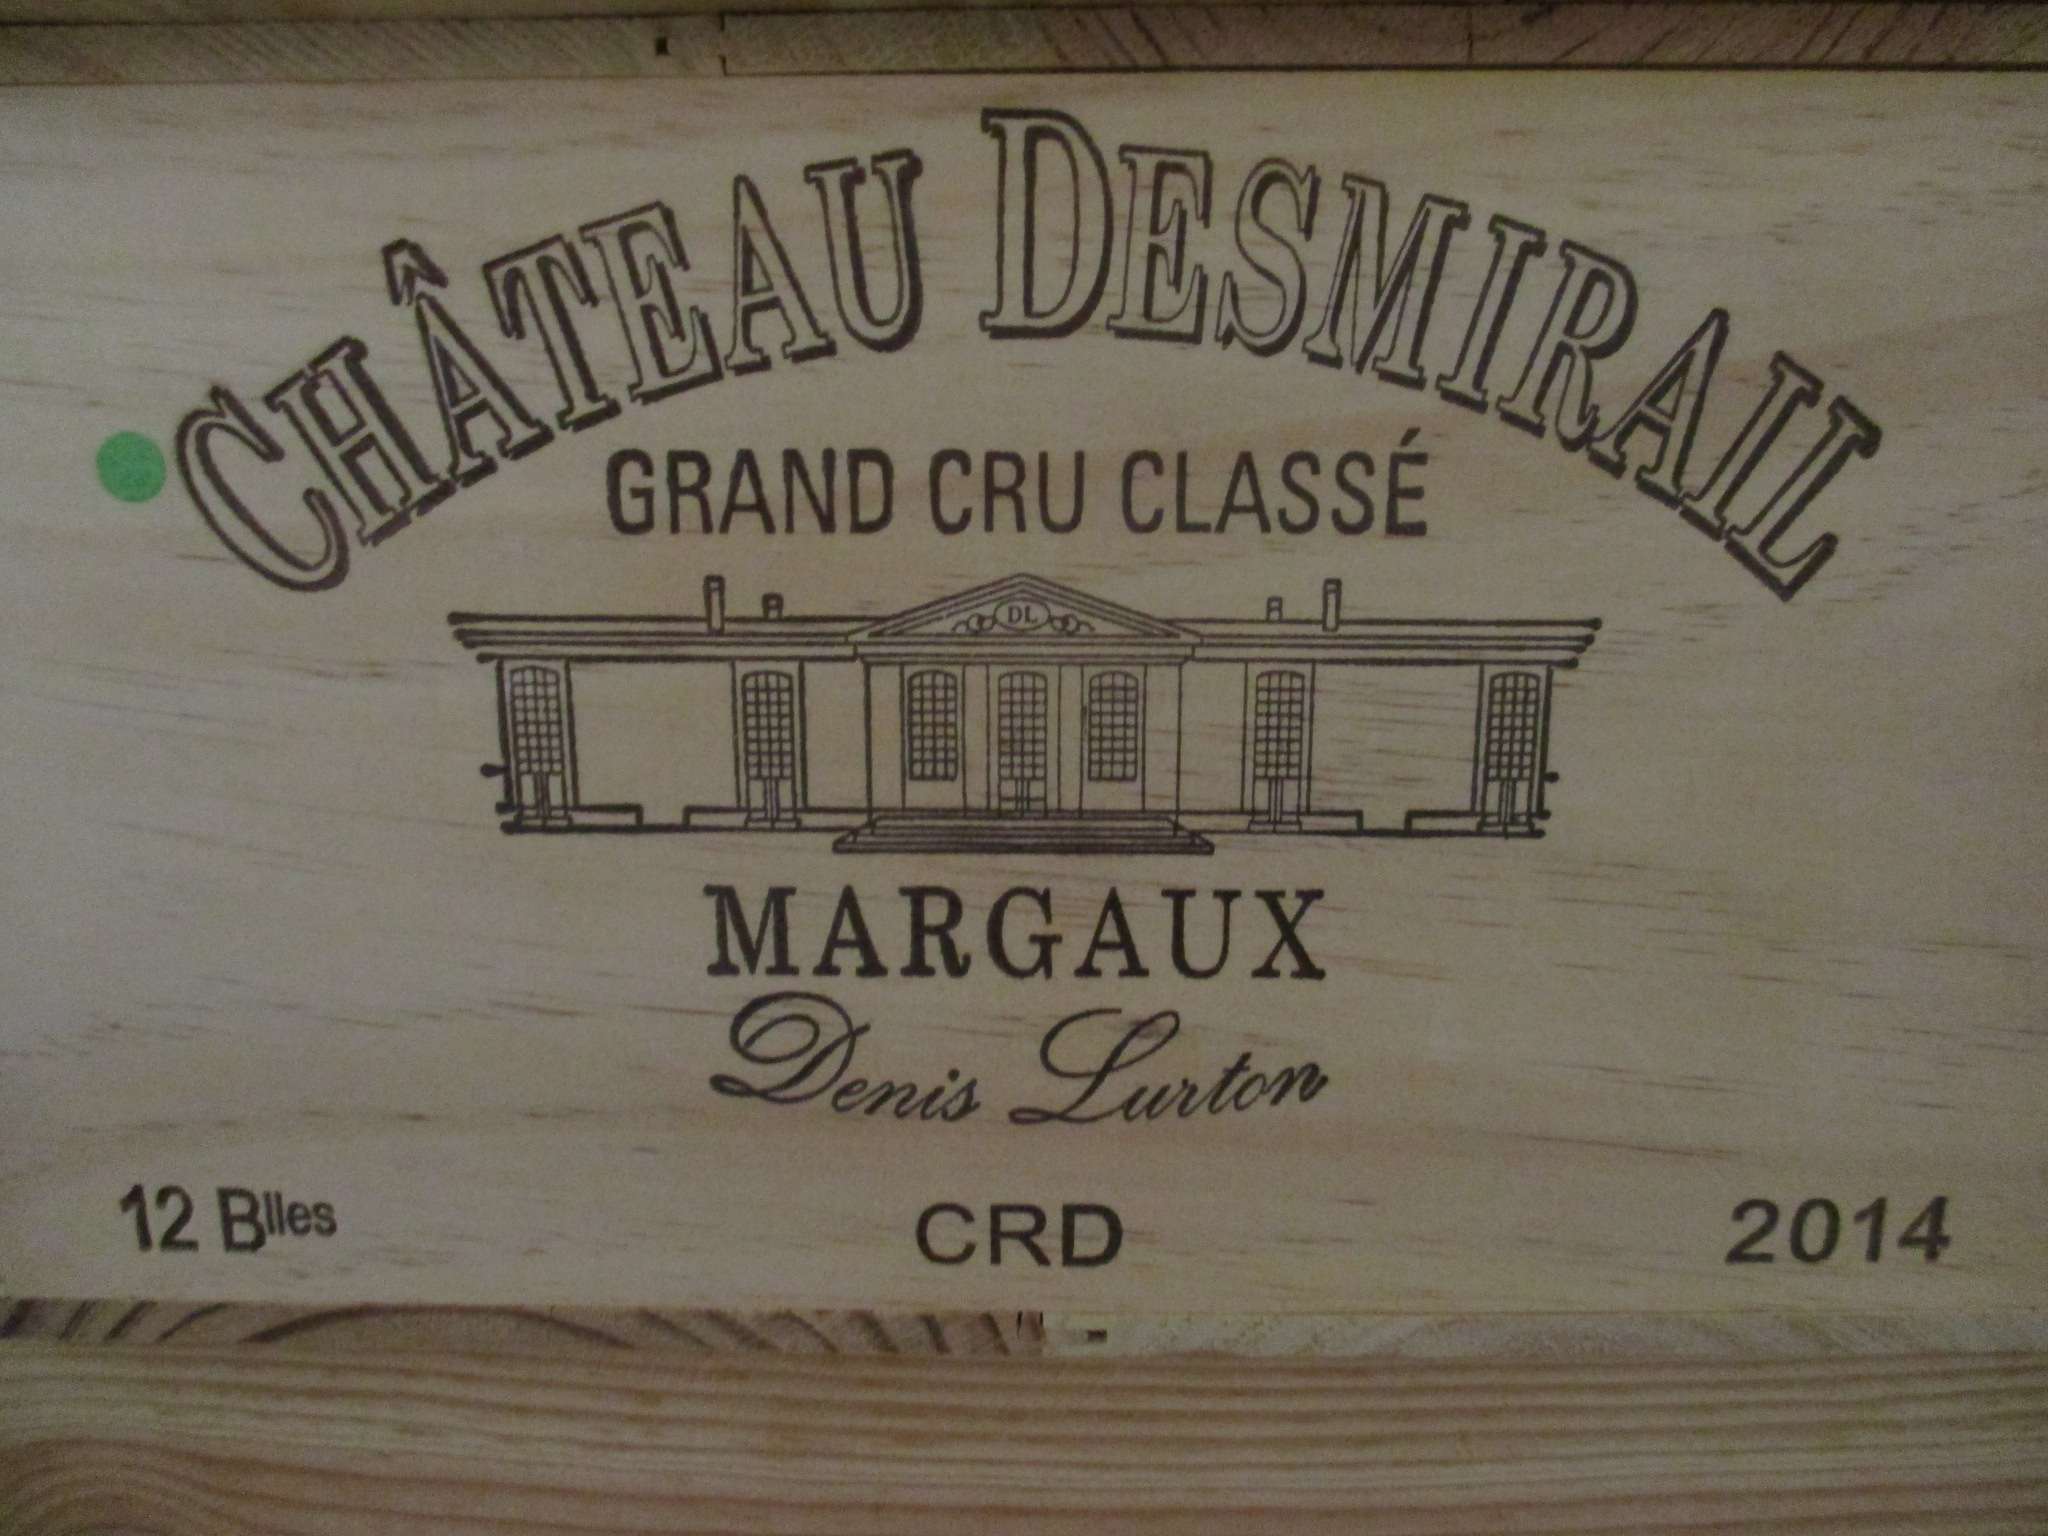 CHÂTEAU DESMIRAIL
GRAND CRU CLASSÉ
DL
MARGAUX
Denis Lurton
12 Blles
CRD
2014